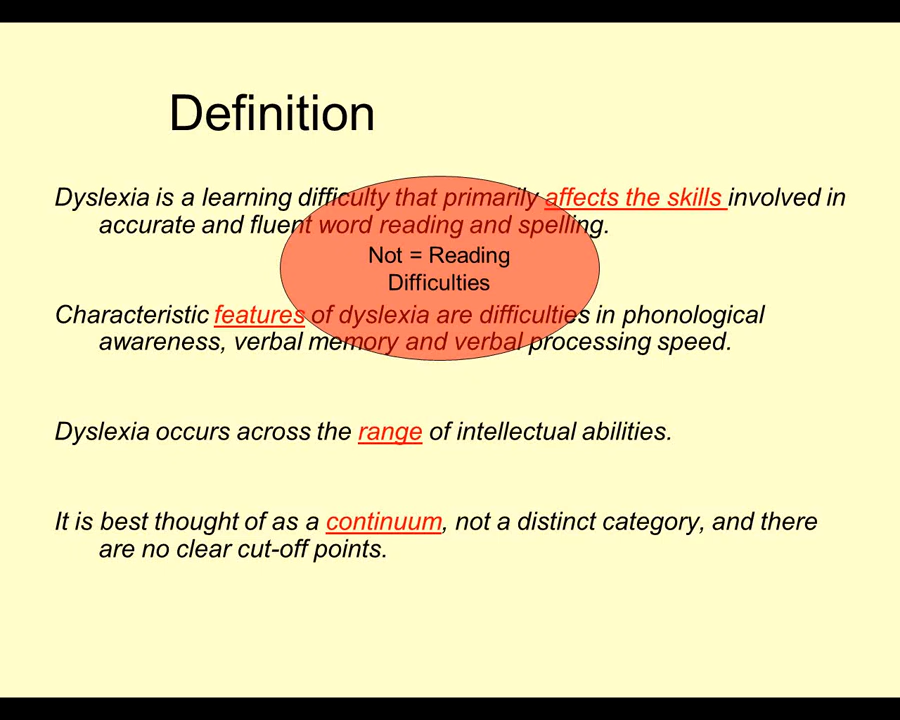 Definition
Dyslexia is a learning difficulty that primarily affects the skills involved in
accurate and fluent word reading and spelling.
Not = Reading
Difficulties
Characteristic features of dyslexia are difficulties in phonological
awareness, verbal memory and verbal processing speed.
Dyslexia occurs across the range of intellectual abilities.
It is best thought of as a continuum, not a distinct category, and there
are no clear cut-off points.